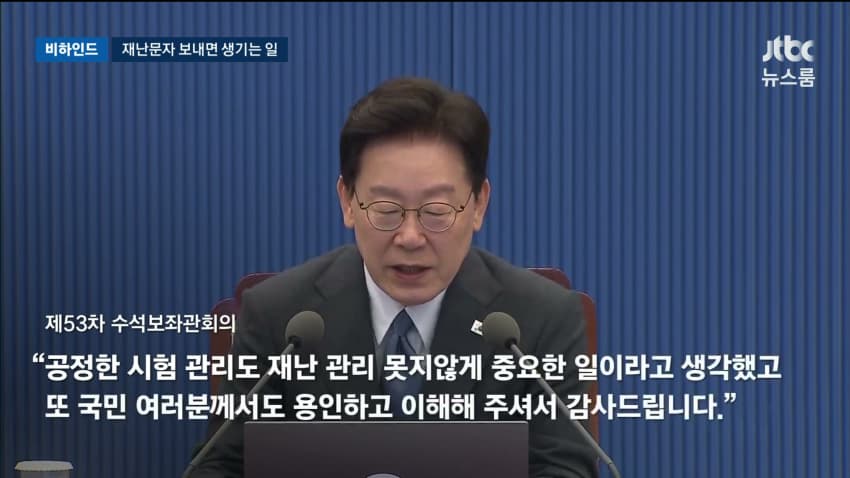 비하인드 재난문자 보내면 생기는 일
jtbc
뉴스룸
제53차 수석보좌관회의
“공정한 시험 관리도 재난 관리 못지않게 중요한 일이라고 생각했고
또 국민 여러분께서도 용인하고 이해해 주셔서 감사드립니다.”